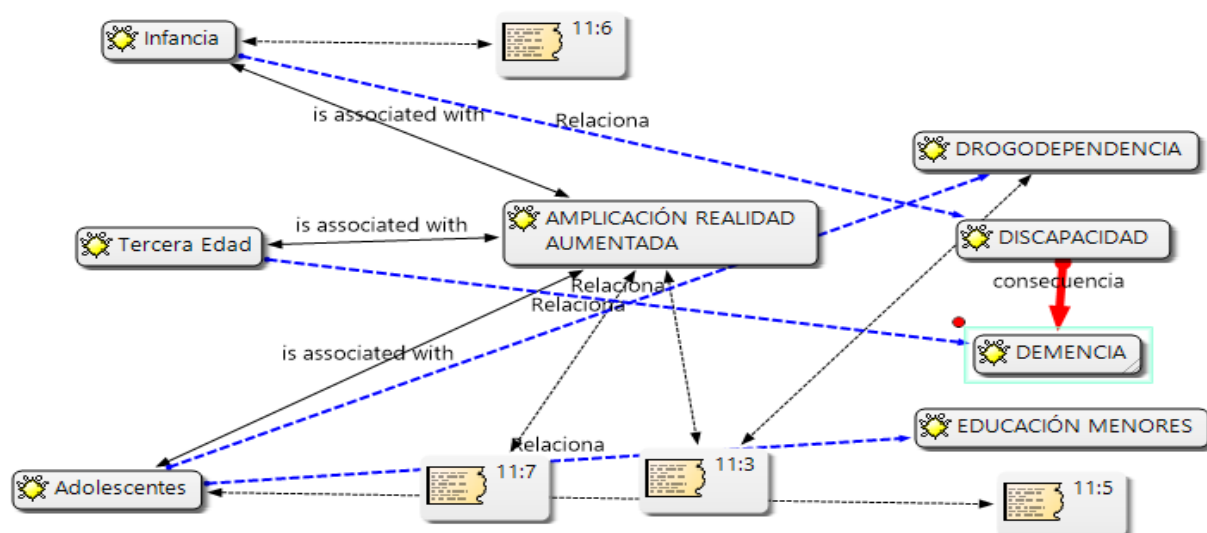 Infancia
11:6
is associated with
Relaciona
DROGODEPENDENCIA
AMPLICACIÓN REALIDAD
AUMENTADA
is associated with
Tercera Edad
DISCAPACIDAD
consecuencia
Relaciona
Relaciona
is associated with
DEMENCIA
EDUCACIÓN MENORES
Relaciona
11:7
11:3
Adolescentes
11:5